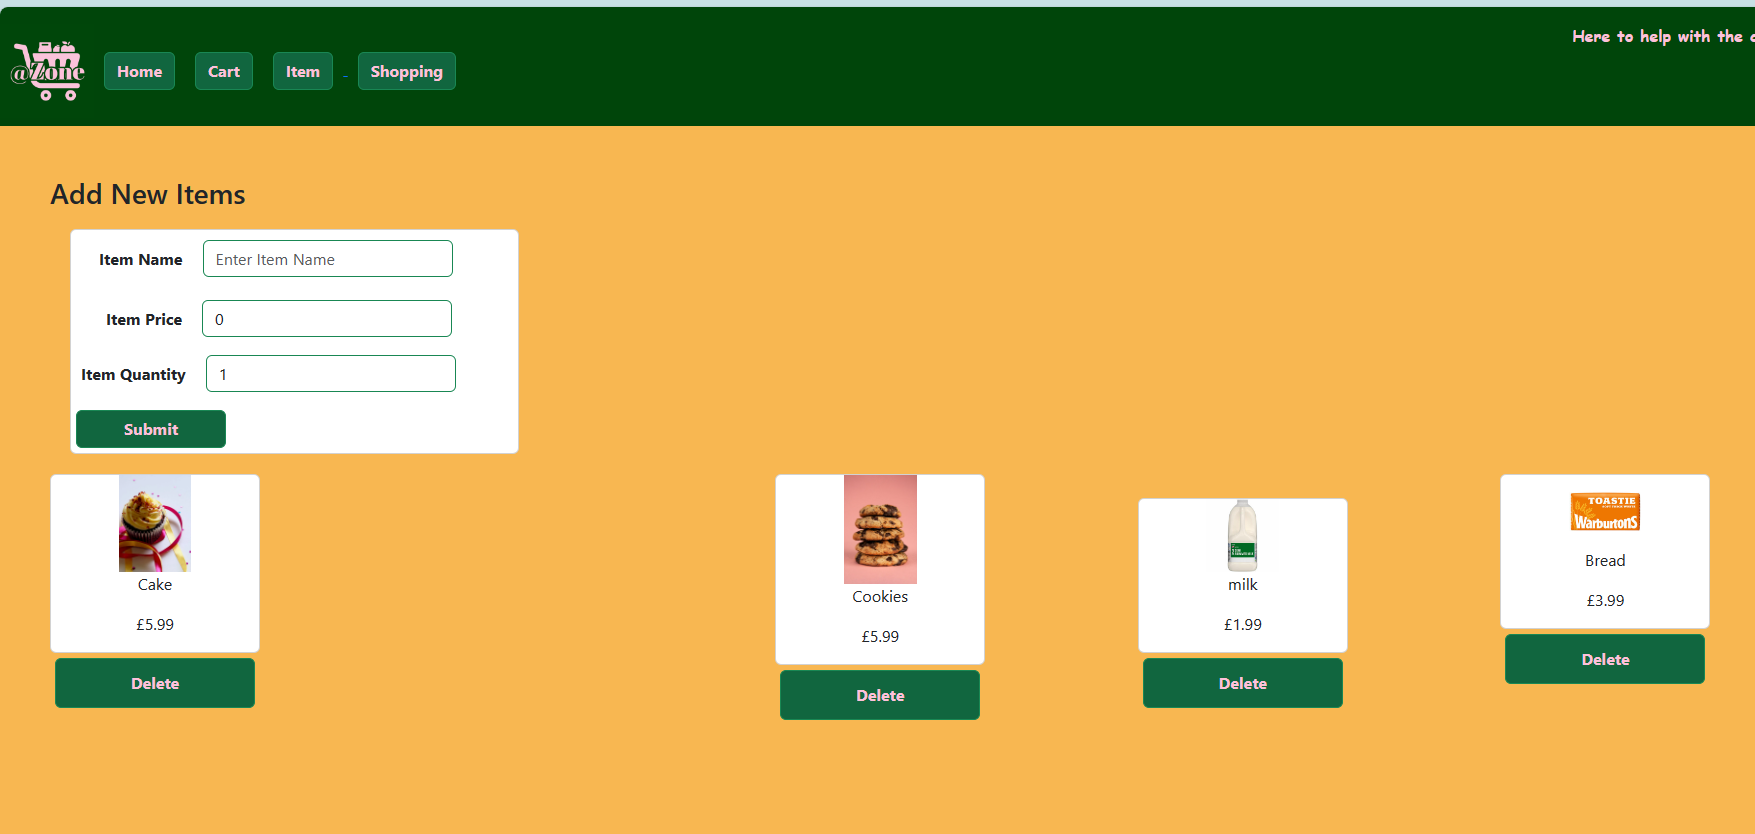 Here to help with the
@Zone
Home Cart Item - Shopping
Add New Items
Item Name Enter Item Name
Item Price 0
Item Quantity 1
Submit
TOASTIE
Warburtons
Cake Cookies milk Bread
£5.99 £5.99 £1.99 £3.99
Delete Delete Delete Delete